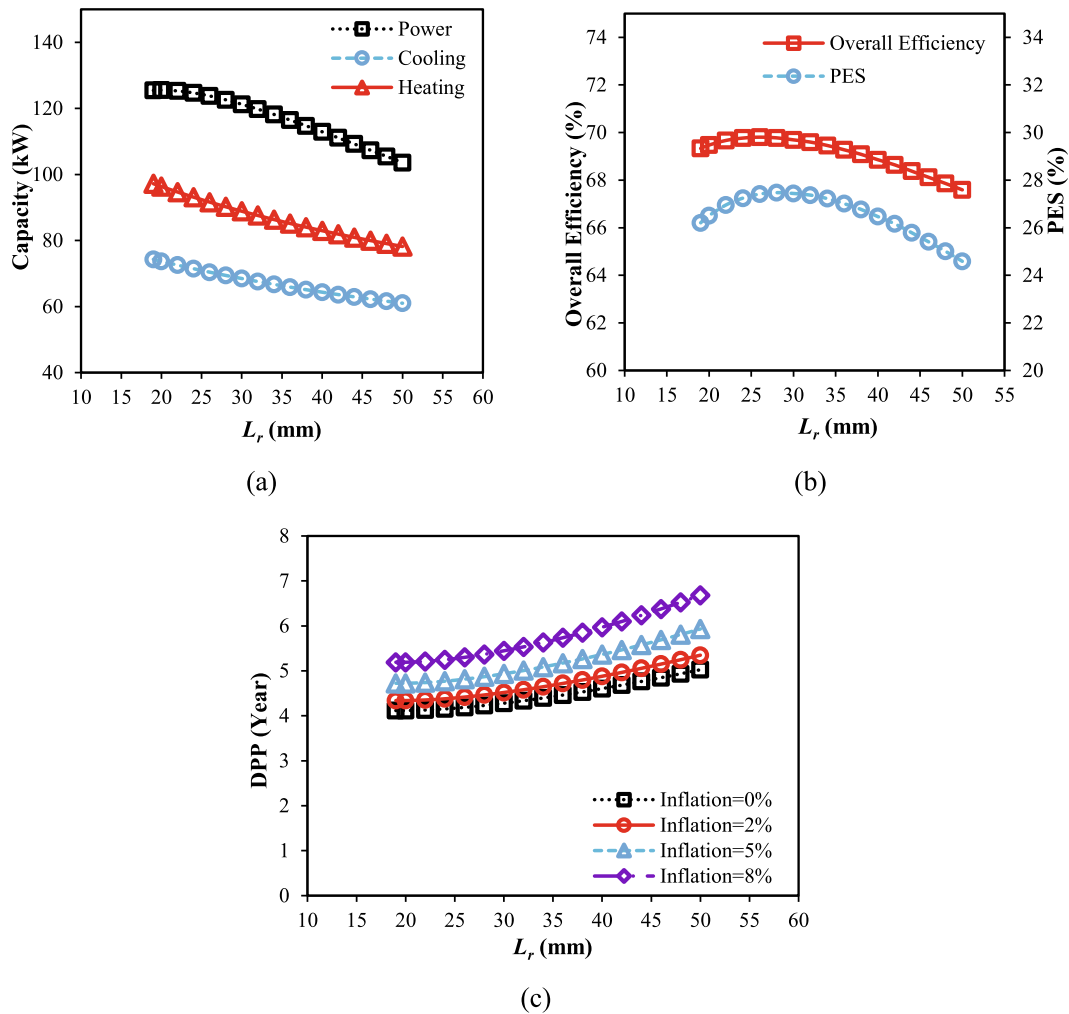 140
120
100
80
60
40
Capacity (kW)
Power
Cooling
Heating
10 15 20 25 30 35 40 45 50 55 60
L_r (mm)
(a)
74
72
70
68
66
64
62
60
Overall Efficiency (%)
Overall Efficiency
PES
34
32
30
28
26
24
22
20
PES (%)
10 15 20 25 30 35 40 45 50 55
L_r (mm)
(b)
8
7
6
5
4
3
2
1
0
DPP (Year)
Inflation=0%
Inflation=2%
Inflation=5%
Inflation=8%
10 15 20 25 30 35 40 45 50 55 60
L_r (mm)
(c)